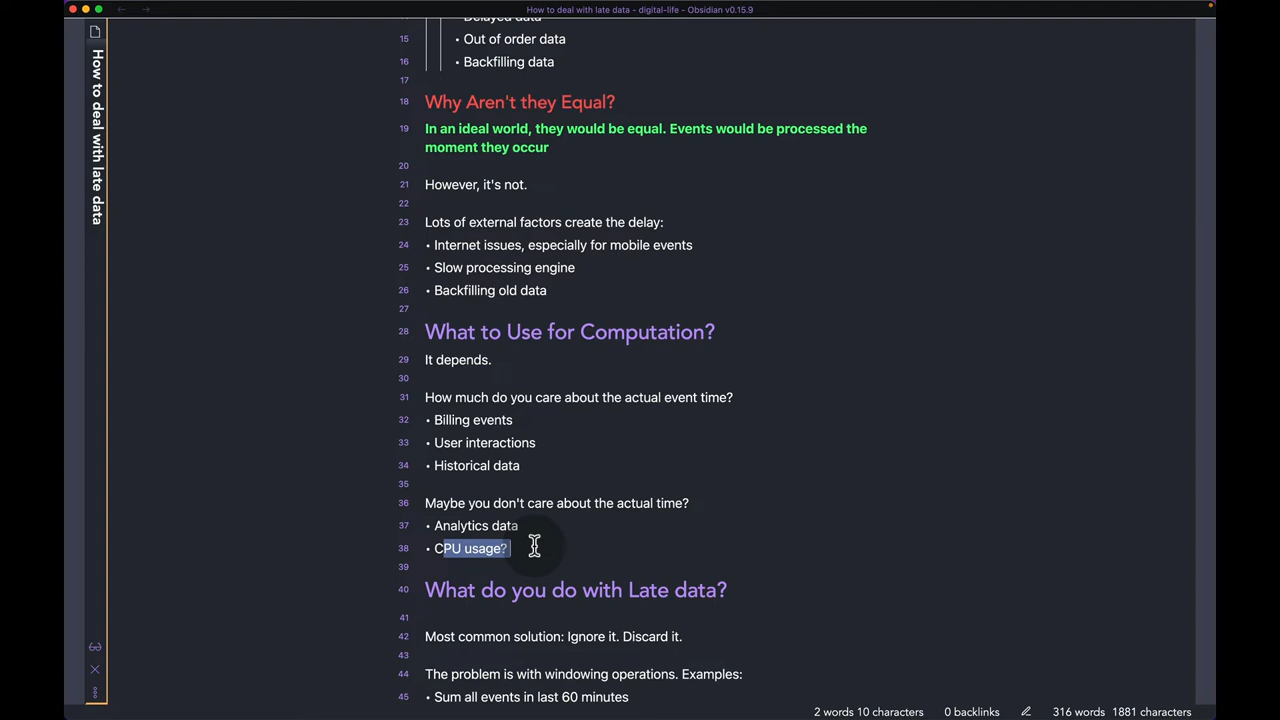 How to deal with late data - digital-life - Obsidian v0.15.9
How to deal with late data
Delayed data
15 • Out of order data
16 • Backfilling data
17
18 Why Aren't they Equal?
19 In an ideal world, they would be equal. Events would be processed the
moment they occur
20
21 However, it's not.
22
23 Lots of external factors create the delay:
24 • Internet issues, especially for mobile events
25 • Slow processing engine
26 • Backfilling old data
27
28 What to Use for Computation?
29 It depends.
30
31 How much do you care about the actual event time?
32 • Billing events
33 • User interactions
34 • Historical data
35
36 Maybe you don't care about the actual time?
37 • Analytics data
38 • CPU usage?
39
40 What do you do with Late data?
41
42 Most common solution: Ignore it. Discard it.
43
44 The problem is with windowing operations. Examples:
45 • Sum all events in last 60 minutes
2 words 10 characters 0 backlinks 316 words 1881 characters